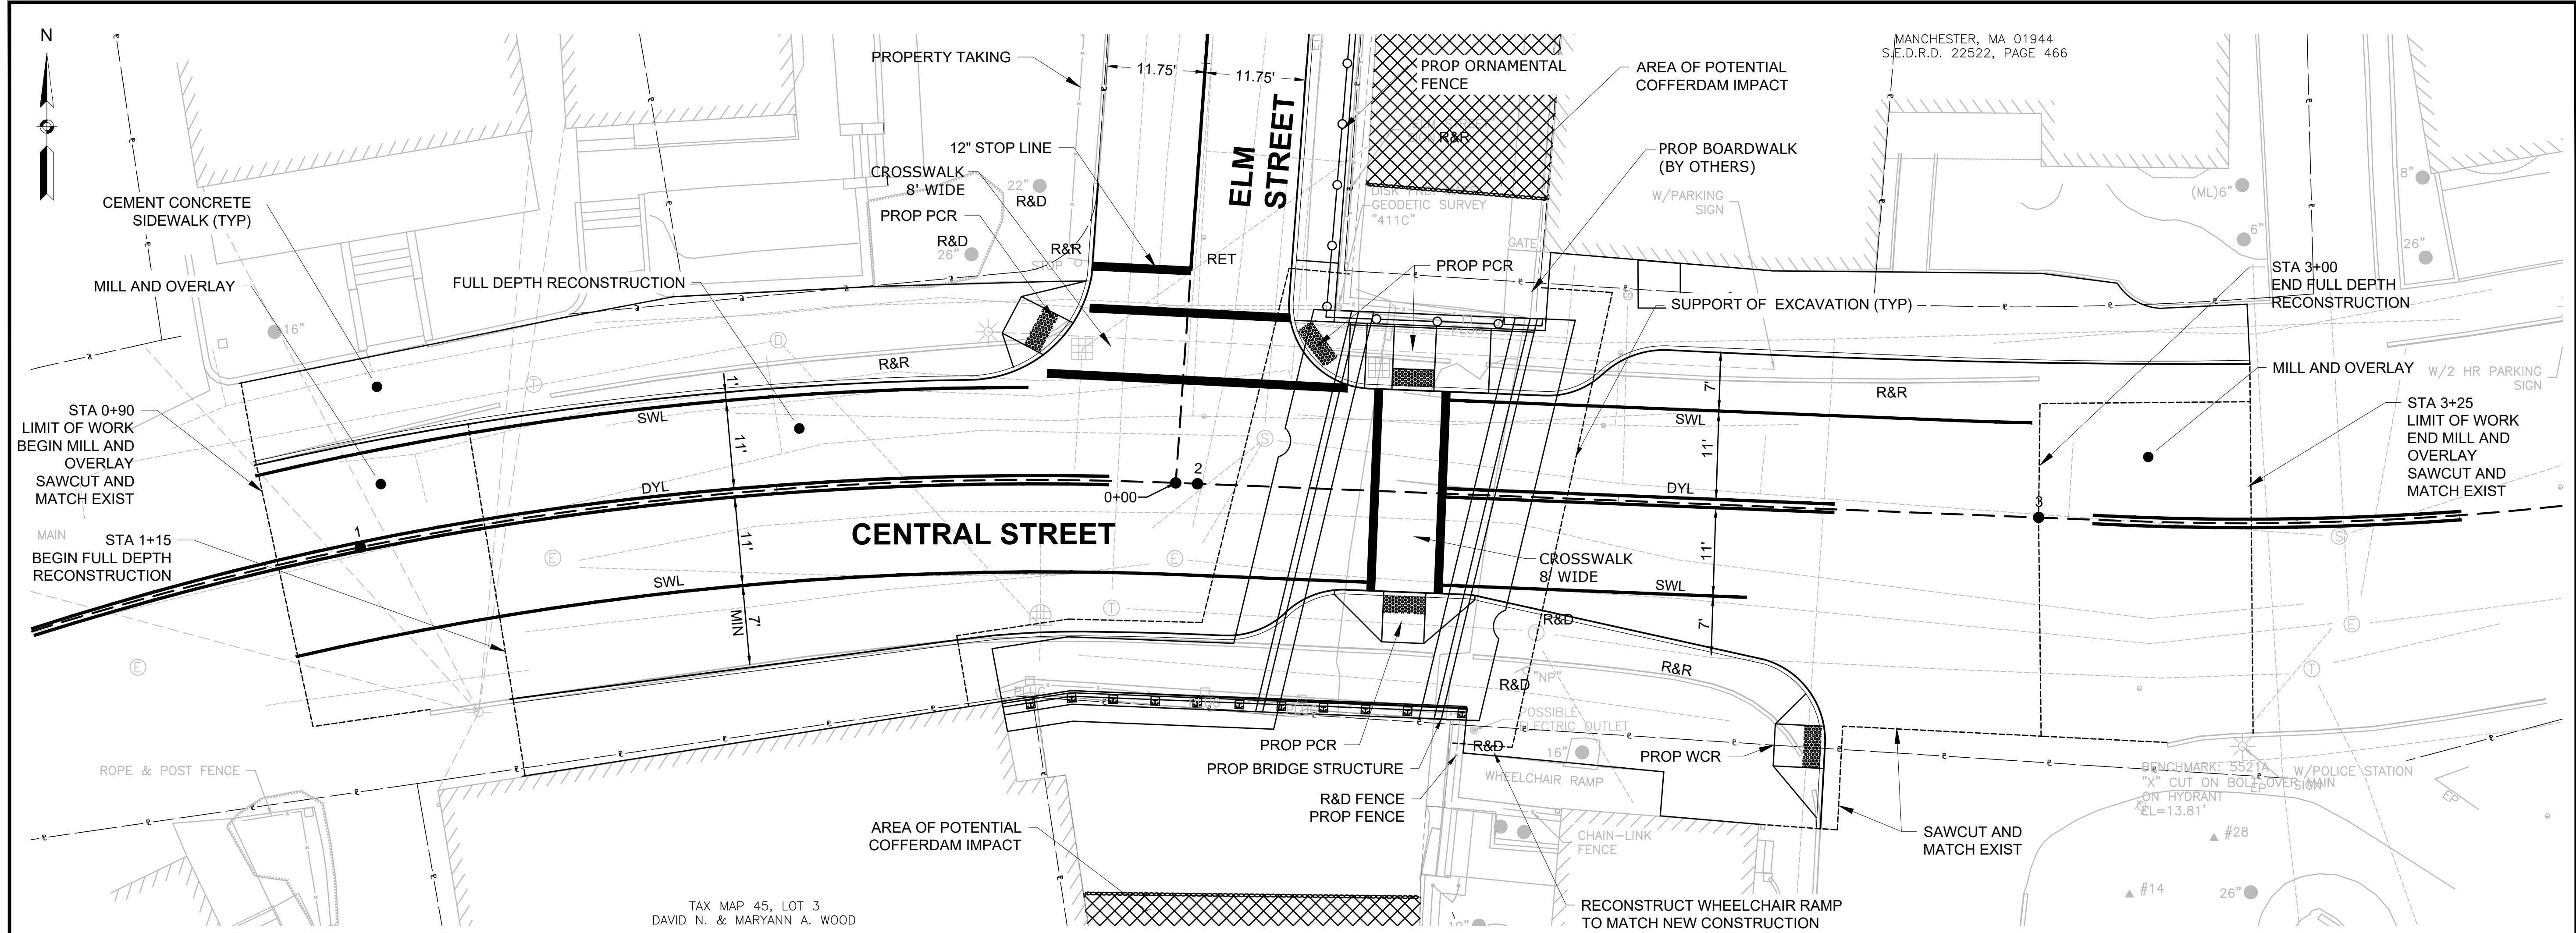 N
PROPERTY TAKING
11.75'
11.75'
PROP ORNAMENTAL
FENCE
AREA OF POTENTIAL
COFFERDAM IMPACT
MANCHESTER, MA 01944
S.E.D.R.D. 22522, PAGE 466
R&R
12" STOP LINE
ELM
STREET
PROP BOARDWALK
(BY OTHERS)
CROSSWALK
8' WIDE
22"
R&D
DISK FND.
GEODETIC SURVEY
"411C"
W/PARKING
SIGN
(ML)6"
8"
CEMENT CONCRETE
SIDEWALK (TYP)
PROP PCR
R&D
26"
R&R
STOP
RET
GATE
PROP PCR
6"
26"
MILL AND OVERLAY
FULL DEPTH RECONSTRUCTION
SUPPORT OF EXCAVATION (TYP)
STA 3+00
END FULL DEPTH
RECONSTRUCTION
16"
D
PLUG
R&R
T
1'
7'
R&R
MILL AND OVERLAY
W/2 HR PARKING
SIGN
STA 0+90
LIMIT OF WORK
BEGIN MILL AND
OVERLAY
SAWCUT AND
MATCH EXIST
SWL
11'
S
SWL
11'
STA 3+25
LIMIT OF WORK
END MILL AND
OVERLAY
SAWCUT AND
MATCH EXIST
DYL
2
0+00
DYL
3
MAIN
1
CENTRAL STREET
S
STA 1+15
BEGIN FULL DEPTH
RECONSTRUCTION
11'
E
E
11'
CROSSWALK
8' WIDE
SWL
SWL
7'
MIN
T
R&D
7'
E
E
R&R
T
"NP"
R&D
PLUG
POSSIBLE
ELECTRIC OUTLET
PROP PCR
R&D
16"
PROP WCR
ROPE & POST FENCE
PROP BRIDGE STRUCTURE
WHEELCHAIR RAMP
BENCHMARK: 5521A
"X" CUT ON BOLT OVER MAIN
ON HYDRANT
EL=13.81'
W/POLICE STATION
SIGN
EP
EP
R&D FENCE
PROP FENCE
AREA OF POTENTIAL
COFFERDAM IMPACT
CHAIN-LINK
FENCE
SAWCUT AND
MATCH EXIST
#28
#14
26"
TAX MAP 45, LOT 3
DAVID N. & MARYANN A. WOOD
RECONSTRUCT WHEELCHAIR RAMP
TO MATCH NEW CONSTRUCTION